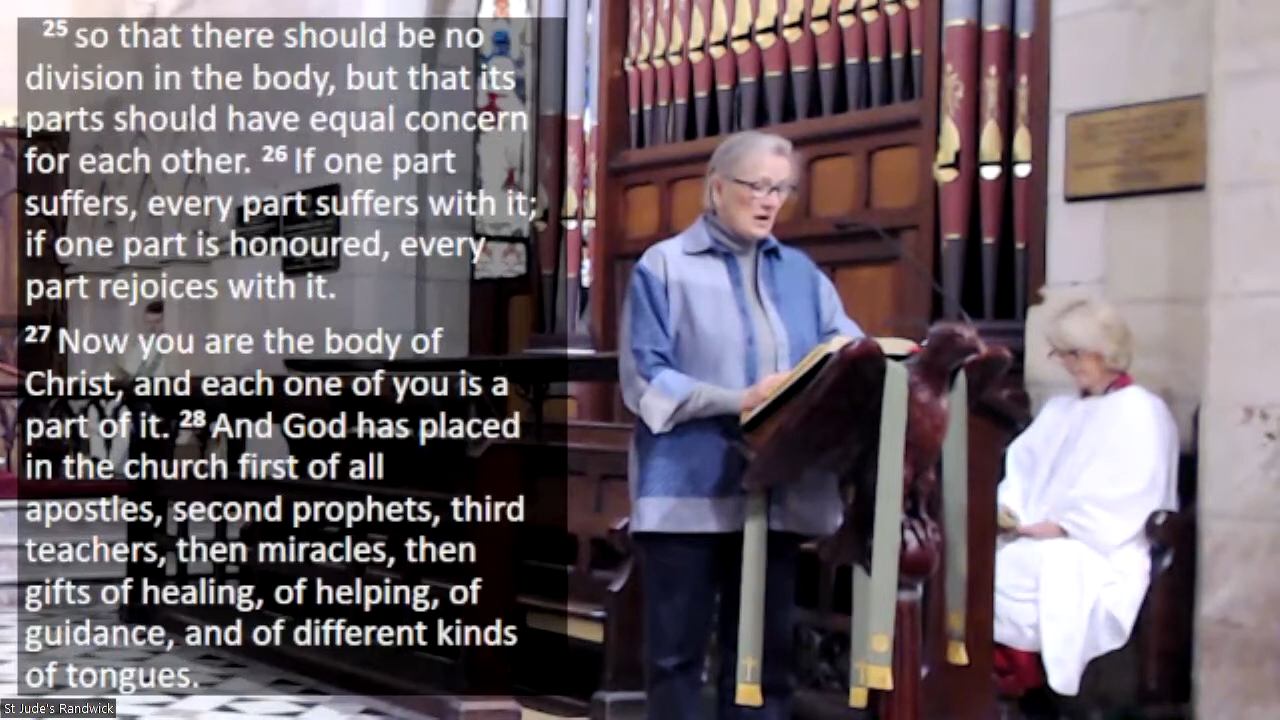 25 so that there should be no
division in the body, but that its
parts should have equal concern
for each other. 26 If one part
suffers, every part suffers with it;
if one part is honoured, every
part rejoices with it.
27 Now you are the body of
Christ, and each one of you is a
part of it. 28 And God has placed
in the church first of all
apostles, second prophets, third
teachers, then miracles, then
gifts of healing, of helping, of
guidance, and of different kinds
of tongues.
St Jude's Randwick